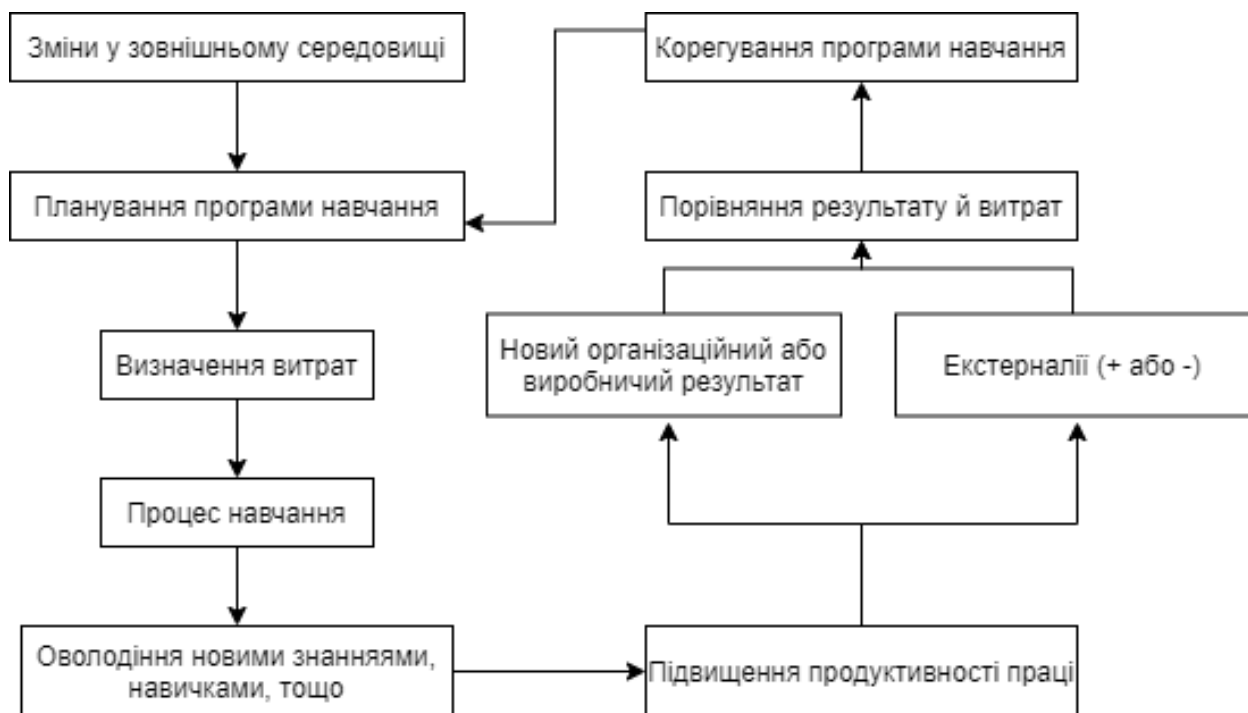 Зміни у зовнішньому середовищі
Корегування програми навчання
Планування програми навчання
Порівняння результату й витрат
Визначення витрат
Новий організаційний або
виробничий результат
Екстерналії (+ або -)
Процес навчання
Оволодіння новими знанняями,
навичками, тощо
Підвищення продуктивності праці